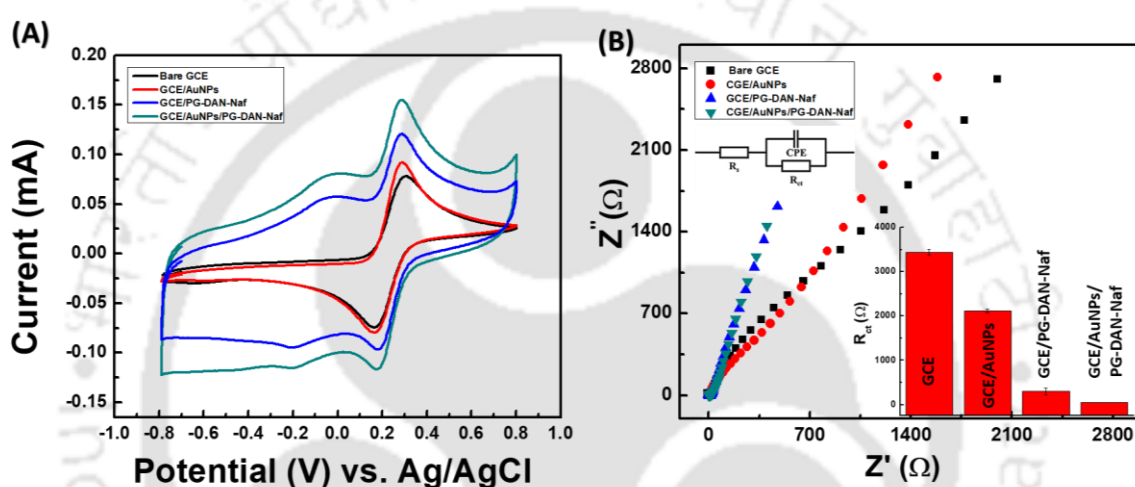 (A)
0.20
0.15
0.10
0.05
0.00
-0.05
-0.10
-0.15
Current (mA)
Bare GCE
GCE/AuNPs
GCE/PG-DAN-Naf
GCE/AuNPs/PG-DAN-Naf
-1.0 -0.8 -0.6 -0.4 -0.2 0.0 0.2 0.4 0.6 0.8 1.0
Potential (V) vs. Ag/AgCl
(B)
2800
2100
1400
700
0
Z'' (Ω)
Bare GCE
CGE/AuNPs
GCE/PG-DAN-Naf
CGE/AuNPs/PG-DAN-Naf
Rs
CPE
Rct
4000
3000
2000
1000
0
Rct (Ω)
GCE
GCE/AuNPs
GCE/PG-DAN-Naf
GCE/AuNPs/
PG-DAN-Naf
0 700 1400 2100 2800
Z' (Ω)